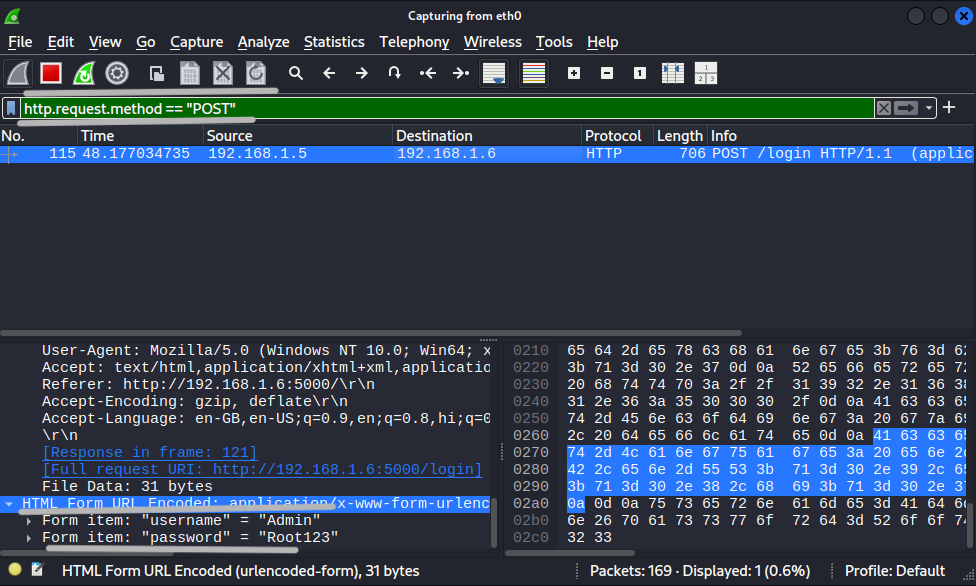 Capturing from eth0
File Edit View Go Capture Analyze Statistics Telephony Wireless Tools Help
http.request.method == "POST"
No. Time Source Destination Protocol Length Info
115 48.177034735 192.168.1.5 192.168.1.6 HTTP 706 POST /login HTTP/1.1 (applic
User-Agent: Mozilla/5.0 (Windows NT 10.0; Win64; x
Accept: text/html,application/xhtml+xml,applicatio
Referer: http://192.168.1.6:5000/\r\n
Accept-Encoding: gzip, deflate\r\n
Accept-Language: en-GB,en-US;q=0.9,en;q=0.8,hi;q=0
\r\n
[Response in frame: 121]
[Full request URI: http://192.168.1.6:5000/login]
File Data: 31 bytes
HTML Form URL Encoded: application/x-www-form-urlenc
Form item: "username" = "Admin"
Form item: "password" = "Root123"
0210 65 64 2d 65 78 63 68 61 6e 67 65 3b 76 3d 62
0220 3b 71 3d 30 2e 37 0d 0a 52 65 66 65 72 65 72
0230 20 68 74 74 70 3a 2f 2f 31 39 32 2e 31 36 38
0240 31 2e 36 3a 35 30 30 30 2f 0d 0a 41 63 63 65
0250 74 2d 45 6e 63 6f 64 69 6e 67 3a 20 67 7a 69
0260 2c 20 64 65 66 6c 61 74 65 0d 0a 41 63 63 65
0270 74 2d 4c 61 6e 67 75 61 67 65 3a 20 65 6e 2d
0280 42 2c 65 6e 2d 55 53 3b 71 3d 30 2e 39 2c 65
0290 3b 71 3d 30 2e 38 2c 68 69 3b 71 3d 30 2e 37
02a0 0a 0d 0a 75 73 65 72 6e 61 6d 65 3d 41 64 6d
02b0 6e 26 70 61 73 73 77 6f 72 64 3d 52 6f 6f 74
02c0 32 33
HTML Form URL Encoded (urlencoded-form), 31 bytes
Packets: 169 · Displayed: 1 (0.6%)
Profile: Default